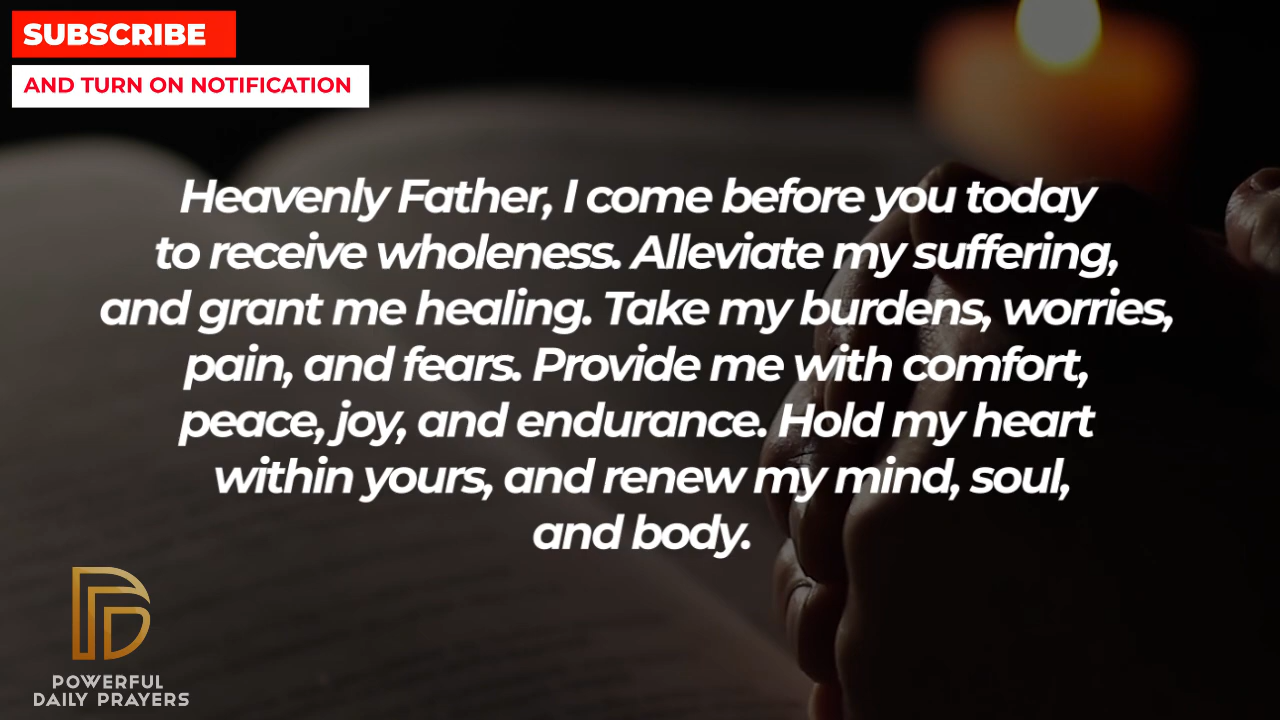 SUBSCRIBE
AND TURN ON NOTIFICATION
Heavenly Father, I come before you today
to receive wholeness. Alleviate my suffering,
and grant me healing. Take my burdens, worries,
pain, and fears. Provide me with comfort,
peace, joy, and endurance. Hold my heart
within yours, and renew my mind, soul,
and body.
POWERFUL
DAILY PRAYERS